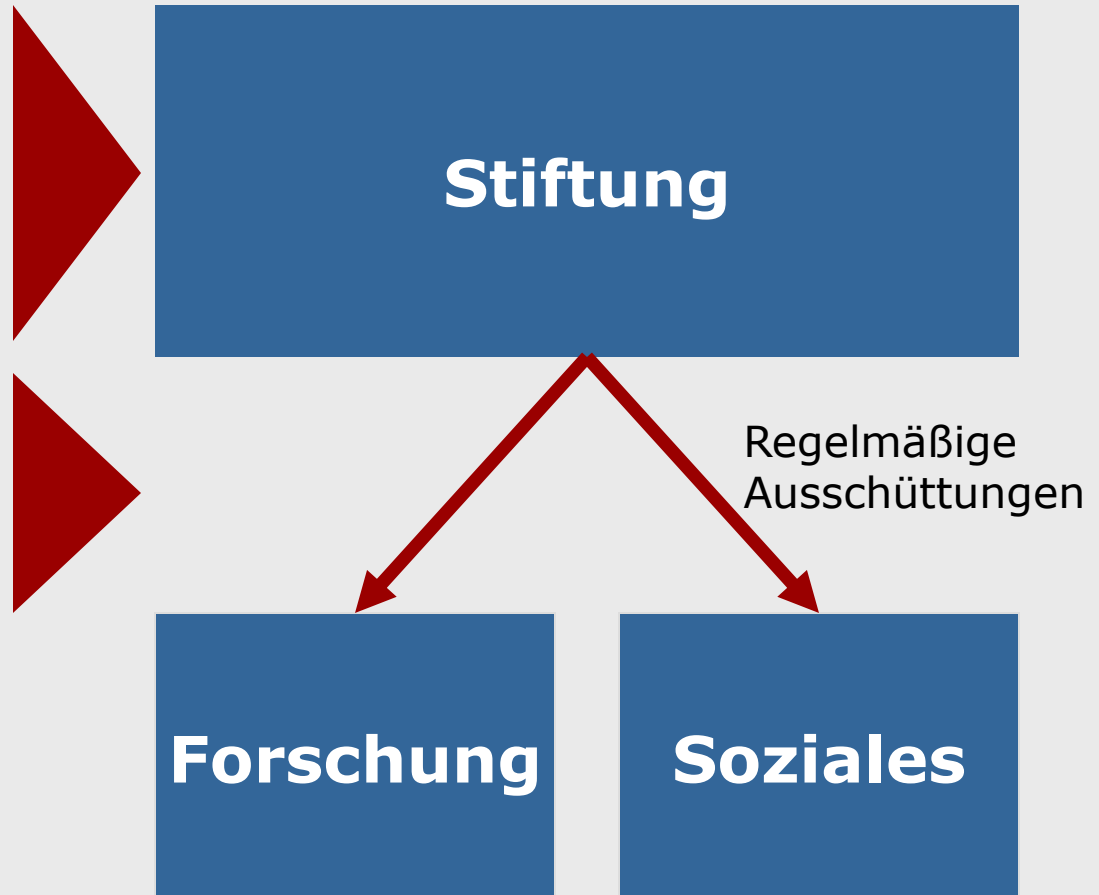 Stiftung
Regelmäßige
Ausschüttungen
Forschung
Soziales